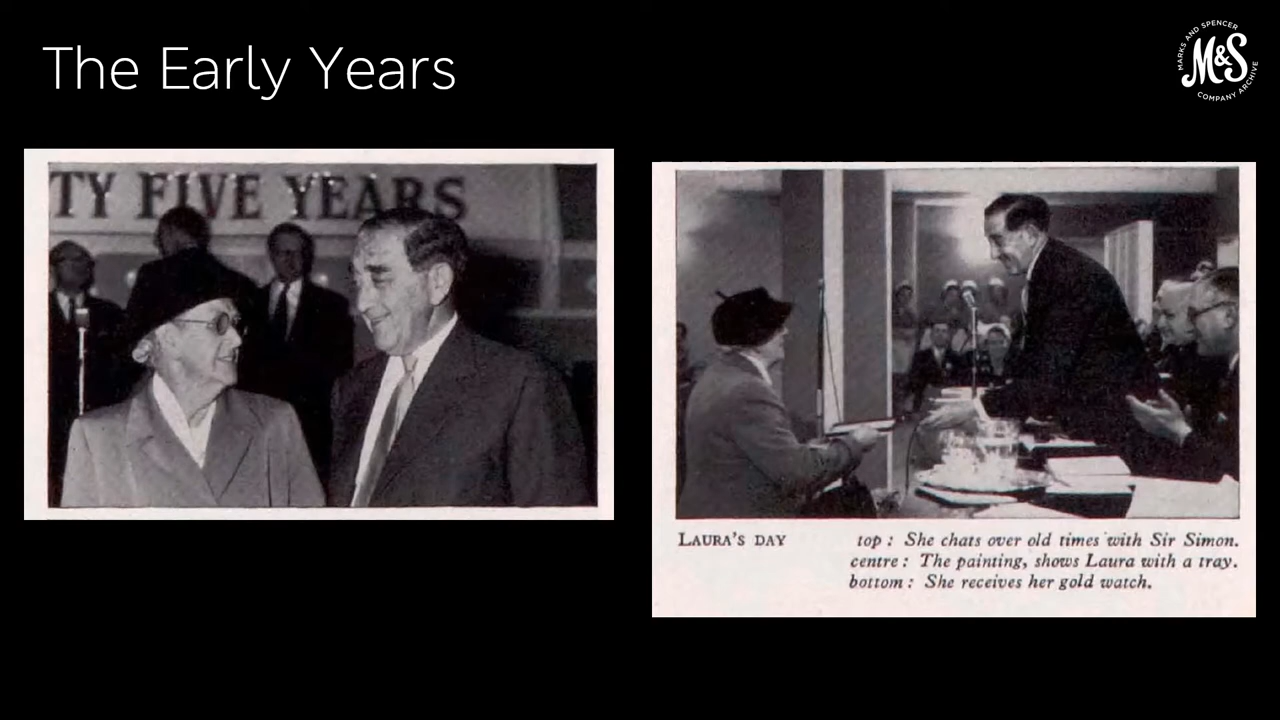 The Early Years
MARKS AND SPENCER
M&S
COMPANY ARCHIVE
TY FIVE YEARS
LAURA'S DAY
top : She chats over old times with Sir Simon.
centre : The painting, shows Laura with a tray.
bottom : She receives her gold watch.